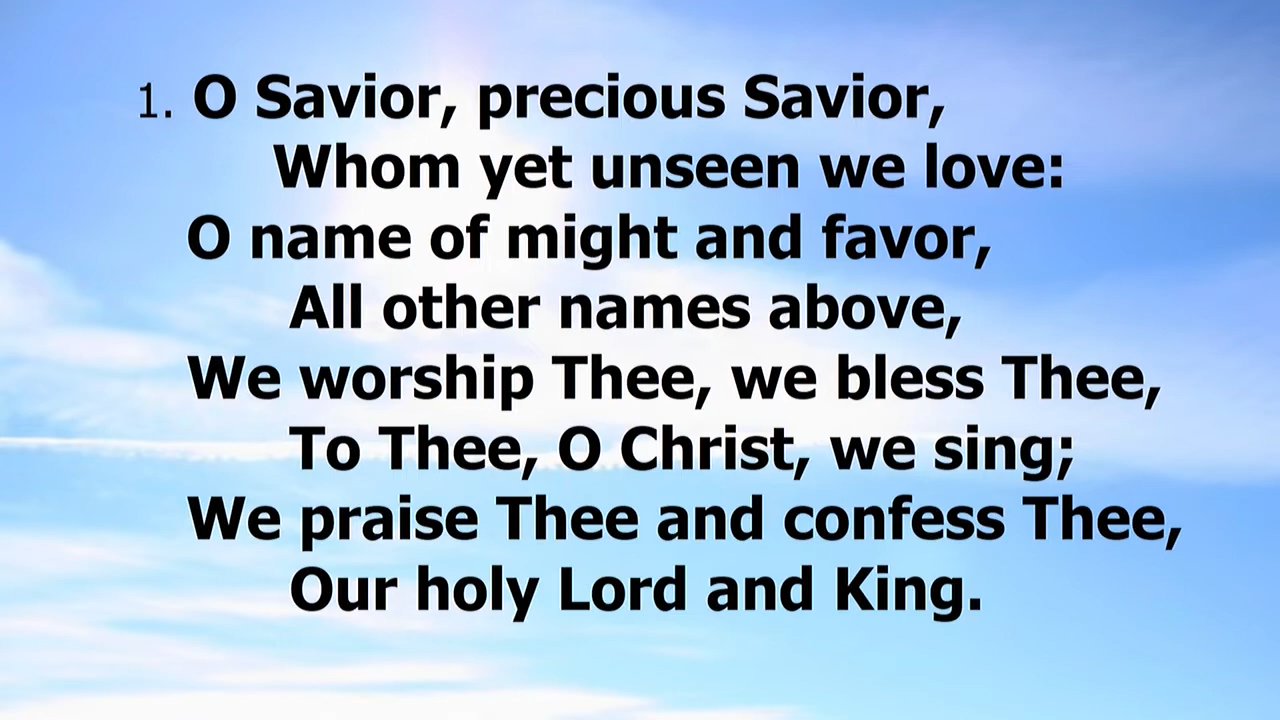 1. O Savior, precious Savior,
Whom yet unseen we love:
O name of might and favor,
All other names above,
We worship Thee, we bless Thee,
To Thee, O Christ, we sing;
We praise Thee and confess Thee,
Our holy Lord and King.